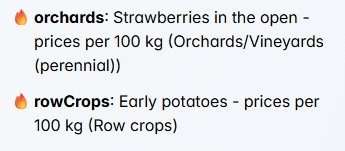 🔥 orchards: Strawberries in the open -
prices per 100 kg (Orchards/Vineyards
(perennial))
🔥 rowCrops: Early potatoes - prices per
100 kg (Row crops)